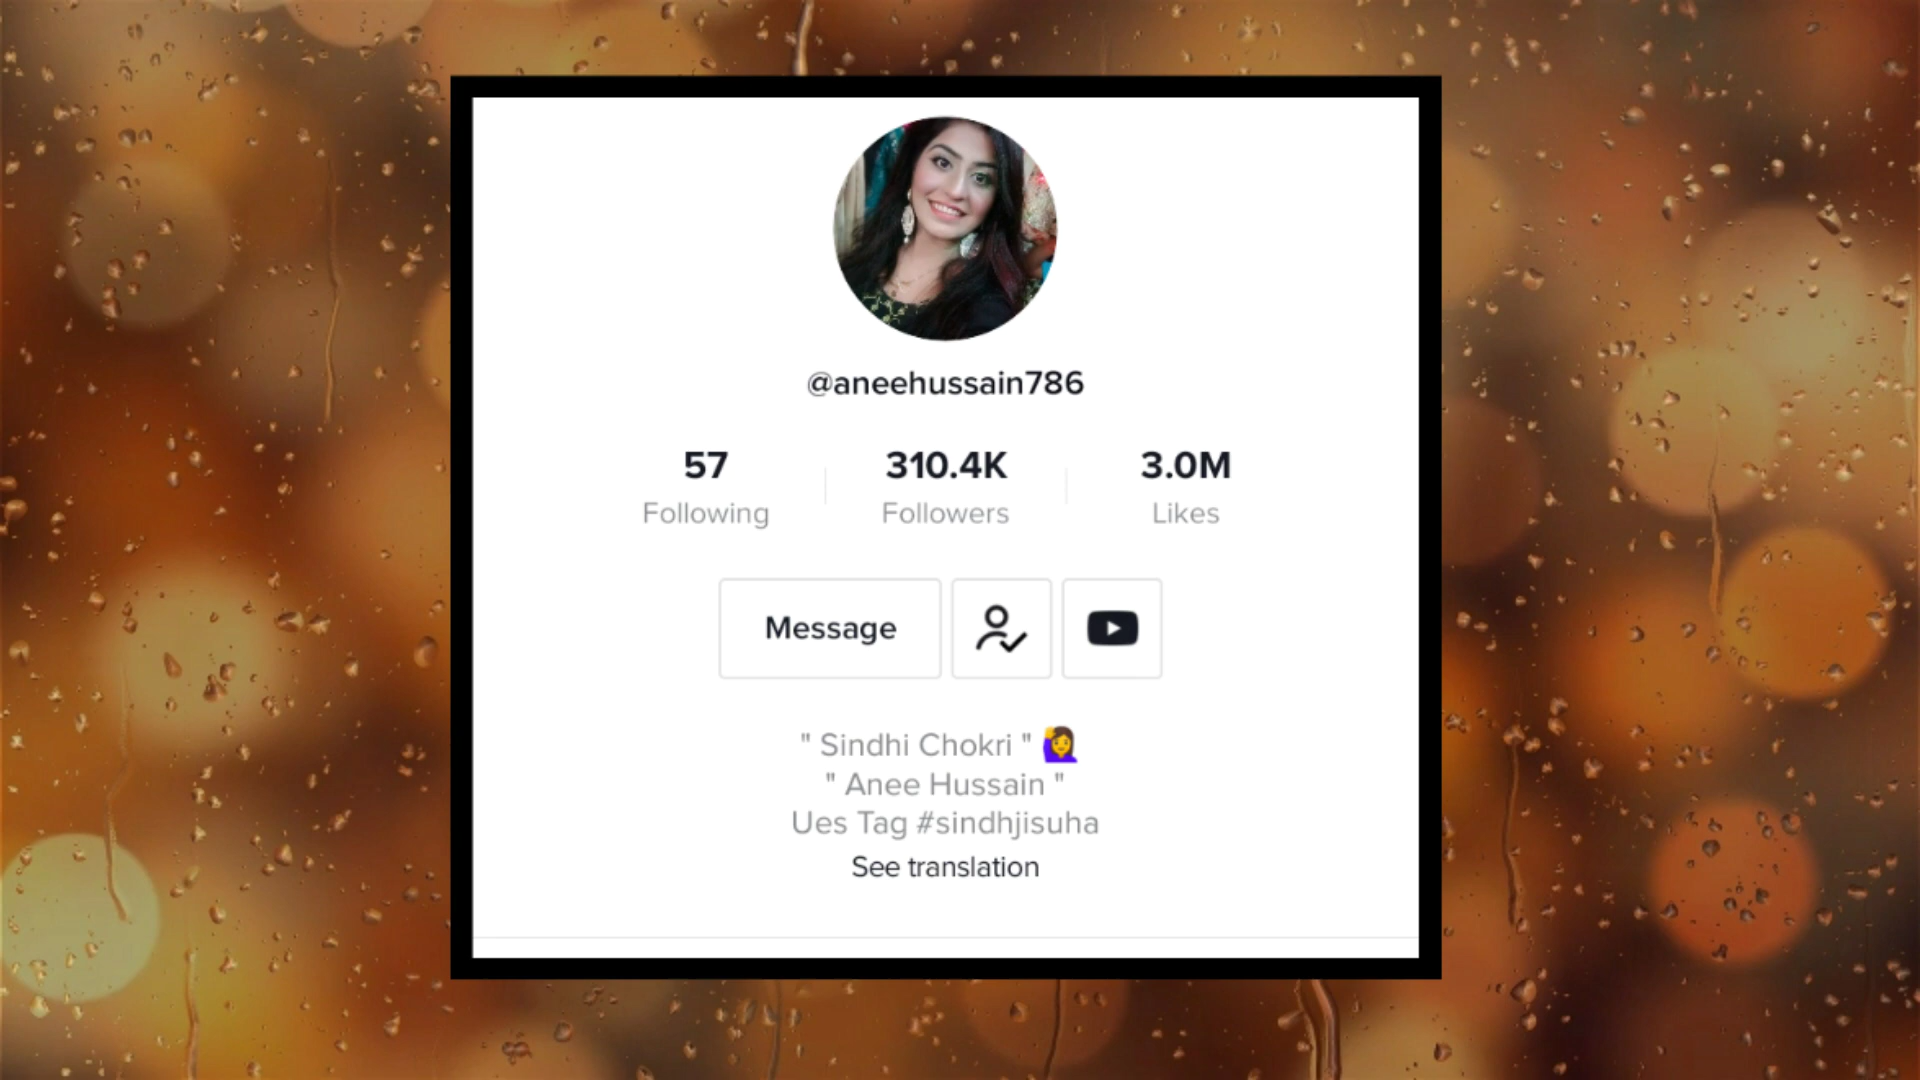 @aneehussain786
57 310.4K 3.0M
Following Followers Likes
Message
" Sindhi Chokri " 🙋‍♀️
" Anee Hussain "
Ues Tag #sindhjisuha
See translation